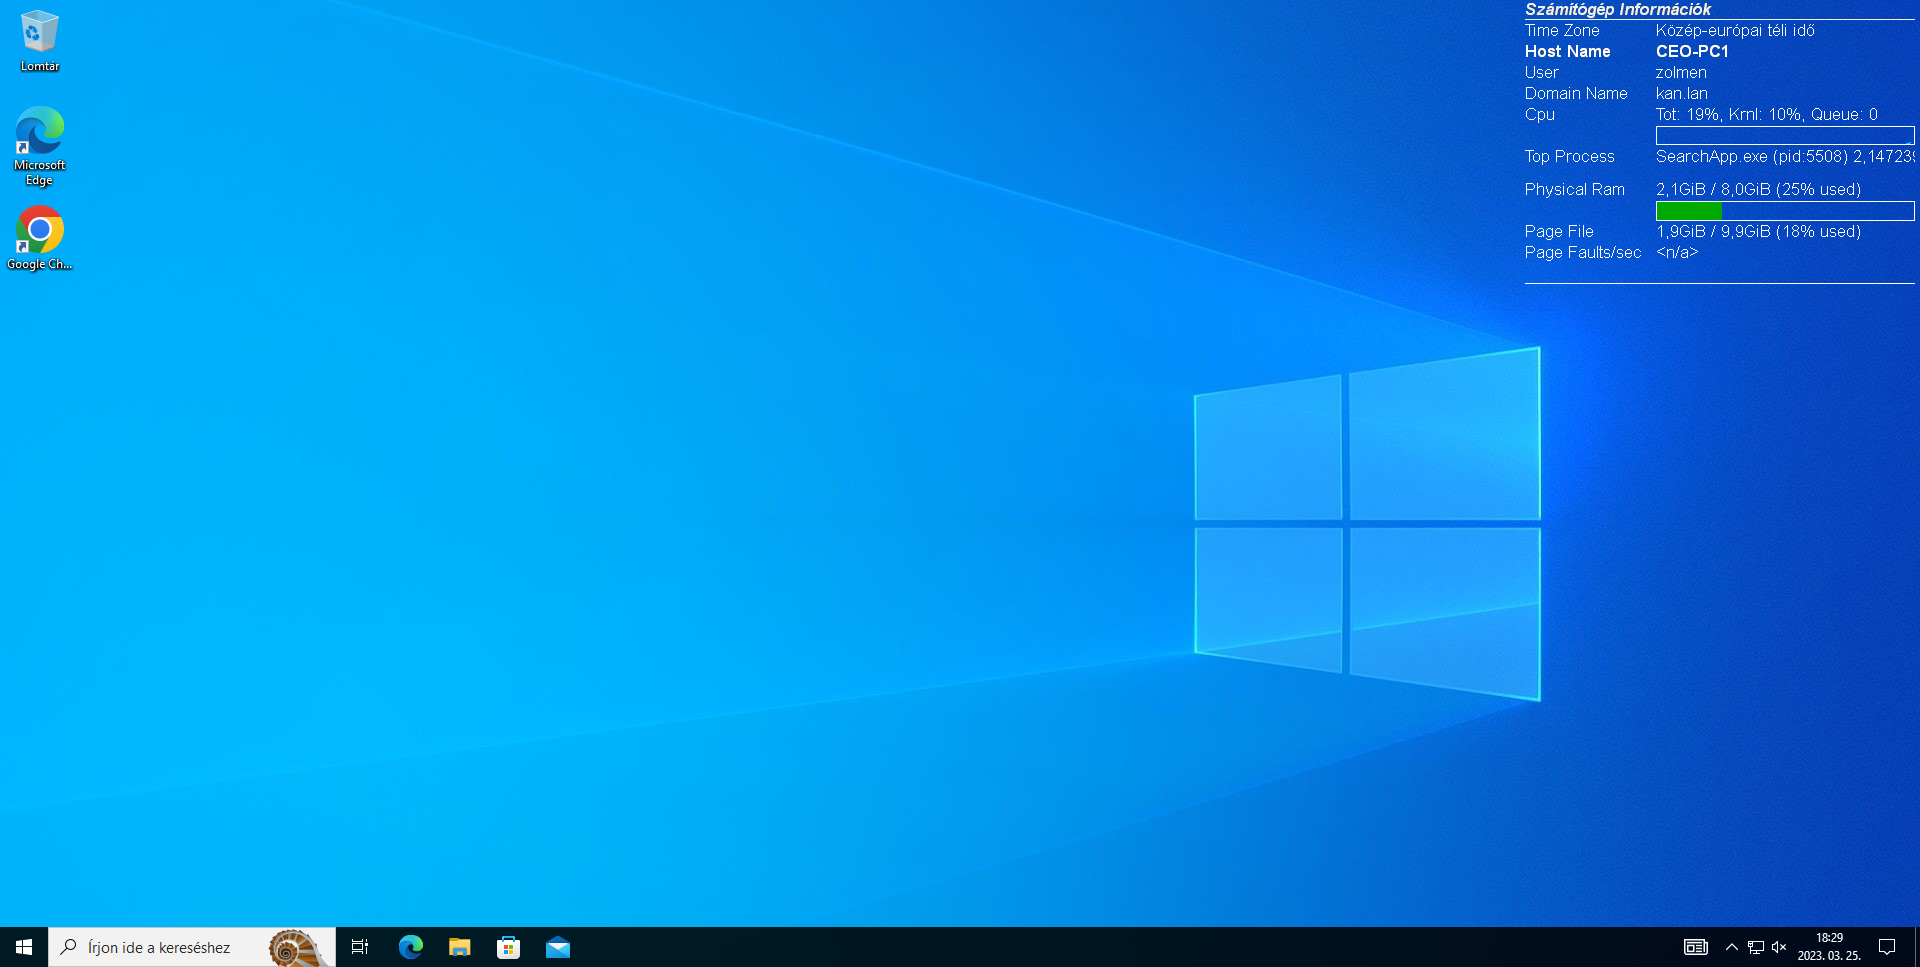 Lomtár
Microsoft
Edge
Google Ch...
Számítógép Információk
Time Zone Közép-európai téli idő
Host Name CEO-PC1
User zolmen
Domain Name kan.lan
Cpu Tot: 19%, Krnl: 10%, Queue: 0
Top Process SearchApp.exe (pid:5508) 2,14723
Physical Ram 2,1GiB / 8,0GiB (25% used)
Page File 1,9GiB / 9,9GiB (18% used)
Page Faults/sec <n/a>
Írjon ide a kereséshez
18:29
2023. 03. 25.